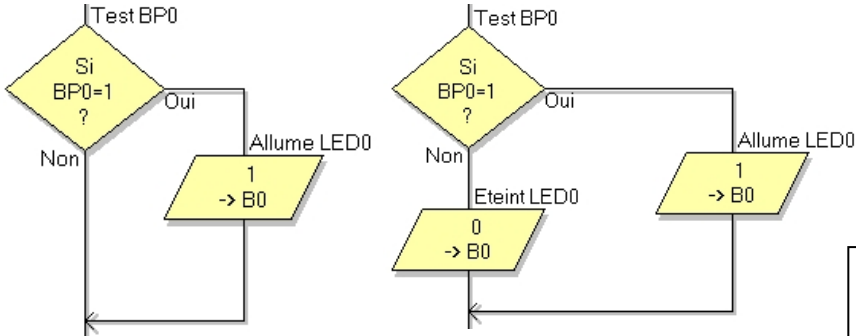 Test BP0
Si
BP0=1
?
Oui
Non
Allume LED0
1
-> B0
Test BP0
Si
BP0=1
?
Oui
Non
Allume LED0
1
-> B0
Eteint LED0
0
-> B0